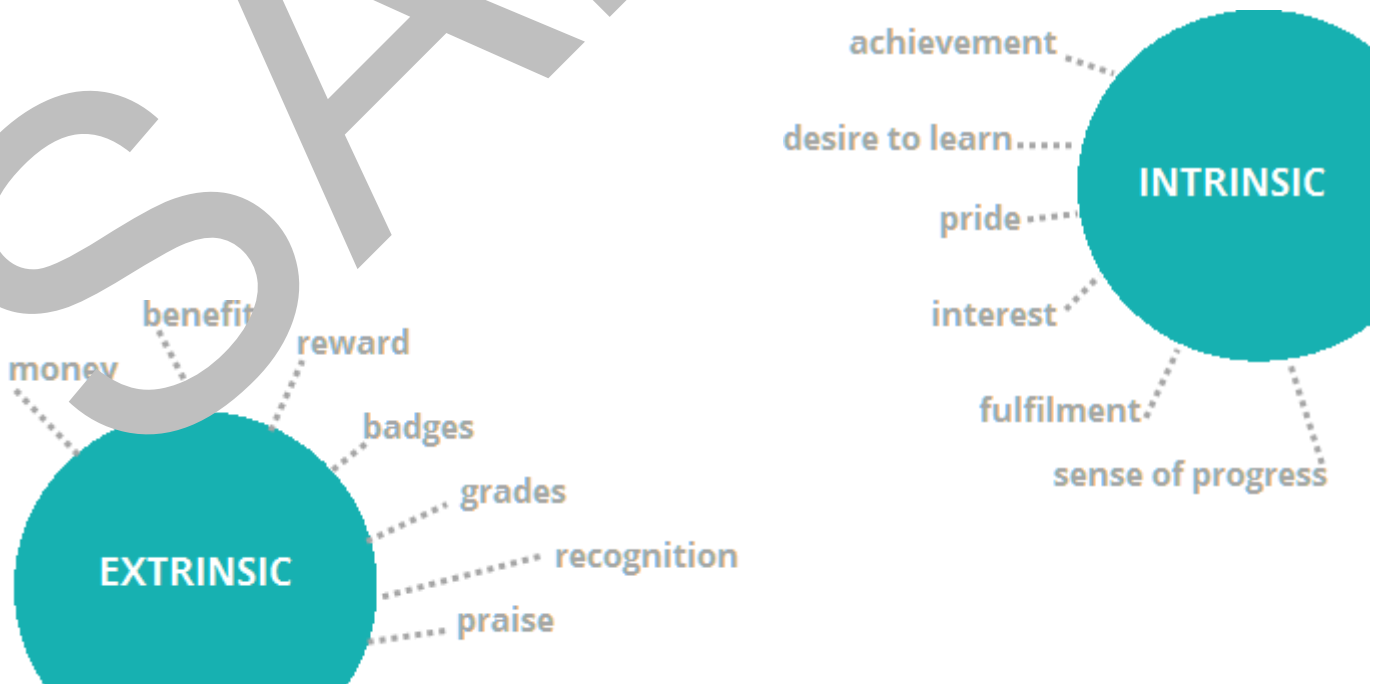 achievement
desire to learn
INTRINSIC
pride
interest
fulfilment
sense of progress
benefit
reward
money
badges
grades
recognition
EXTRINSIC
praise